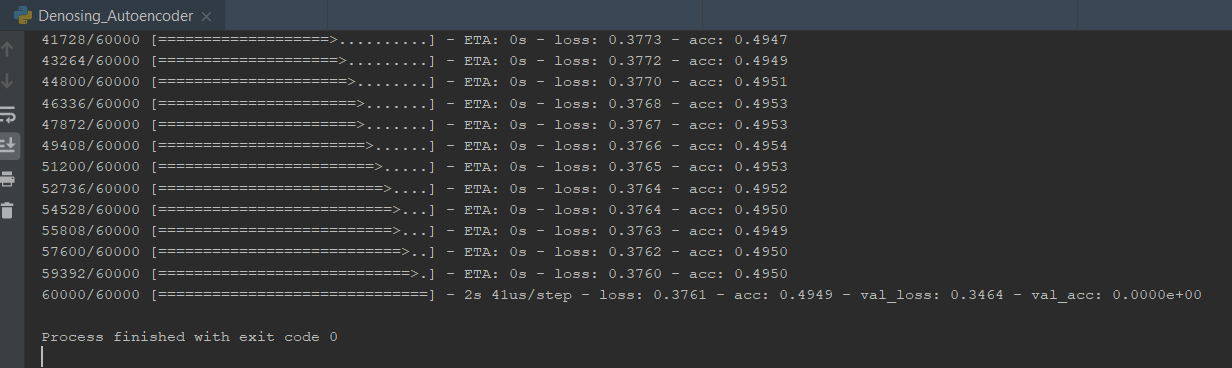 Denosing_Autoencoder
41728/60000 [===================>..........] - ETA: 0s - loss: 0.3773 - acc: 0.4947
43264/60000 [====================>.........] - ETA: 0s - loss: 0.3772 - acc: 0.4949
44800/60000 [=====================>........] - ETA: 0s - loss: 0.3770 - acc: 0.4951
46336/60000 [======================>.......] - ETA: 0s - loss: 0.3768 - acc: 0.4953
47872/60000 [======================>.......] - ETA: 0s - loss: 0.3767 - acc: 0.4953
49408/60000 [=======================>......] - ETA: 0s - loss: 0.3766 - acc: 0.4954
51200/60000 [========================>.....] - ETA: 0s - loss: 0.3765 - acc: 0.4953
52736/60000 [=========================>....] - ETA: 0s - loss: 0.3764 - acc: 0.4952
54528/60000 [==========================>...] - ETA: 0s - loss: 0.3764 - acc: 0.4950
55808/60000 [==========================>...] - ETA: 0s - loss: 0.3763 - acc: 0.4949
57600/60000 [===========================>..] - ETA: 0s - loss: 0.3762 - acc: 0.4950
59392/60000 [============================>.] - ETA: 0s - loss: 0.3760 - acc: 0.4950
60000/60000 [==============================] - 2s 41us/step - loss: 0.3761 - acc: 0.4949 - val_loss: 0.3464 - val_acc: 0.0000e+00
Process finished with exit code 0